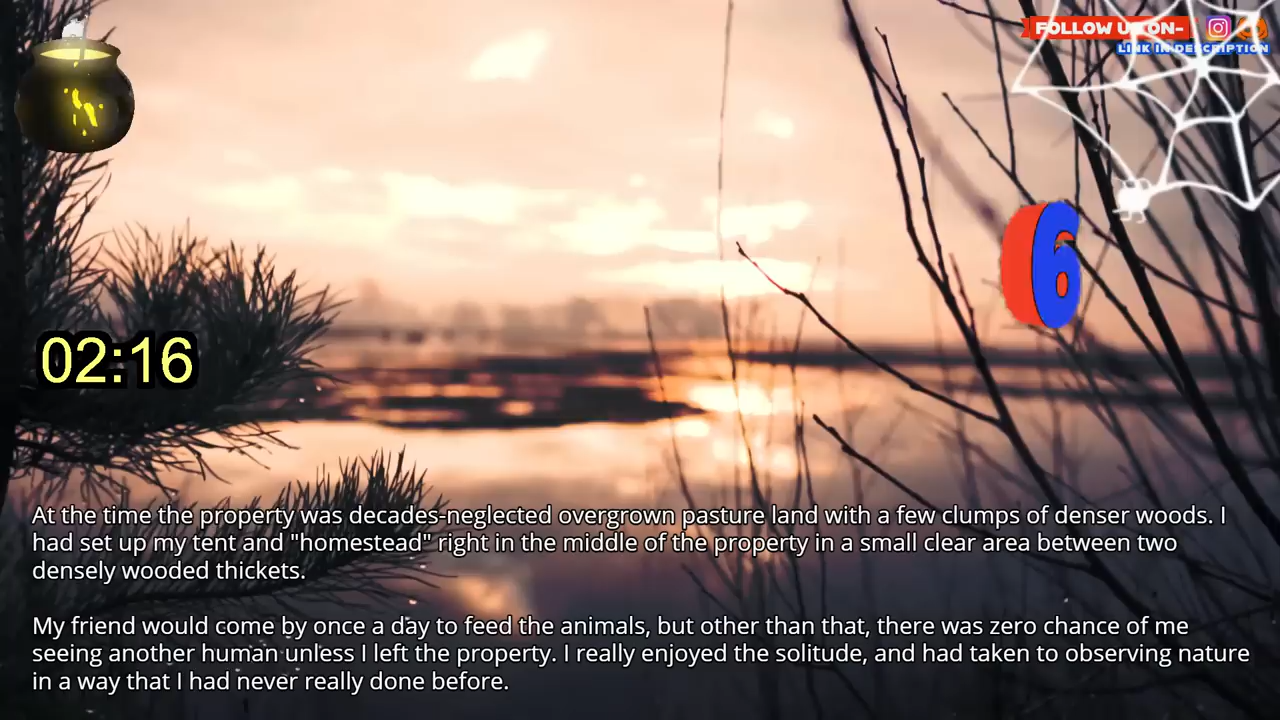 FOLLOW US ON-
LINK IN DESCRIPTION
6
02:16
At the time the property was decades-neglected overgrown pasture land with a few clumps of denser woods. I
had set up my tent and "homestead" right in the middle of the property in a small clear area between two
densely wooded thickets.
My friend would come by once a day to feed the animals, but other than that, there was zero chance of me
seeing another human unless I left the property. I really enjoyed the solitude, and had taken to observing nature
in a way that I had never really done before.